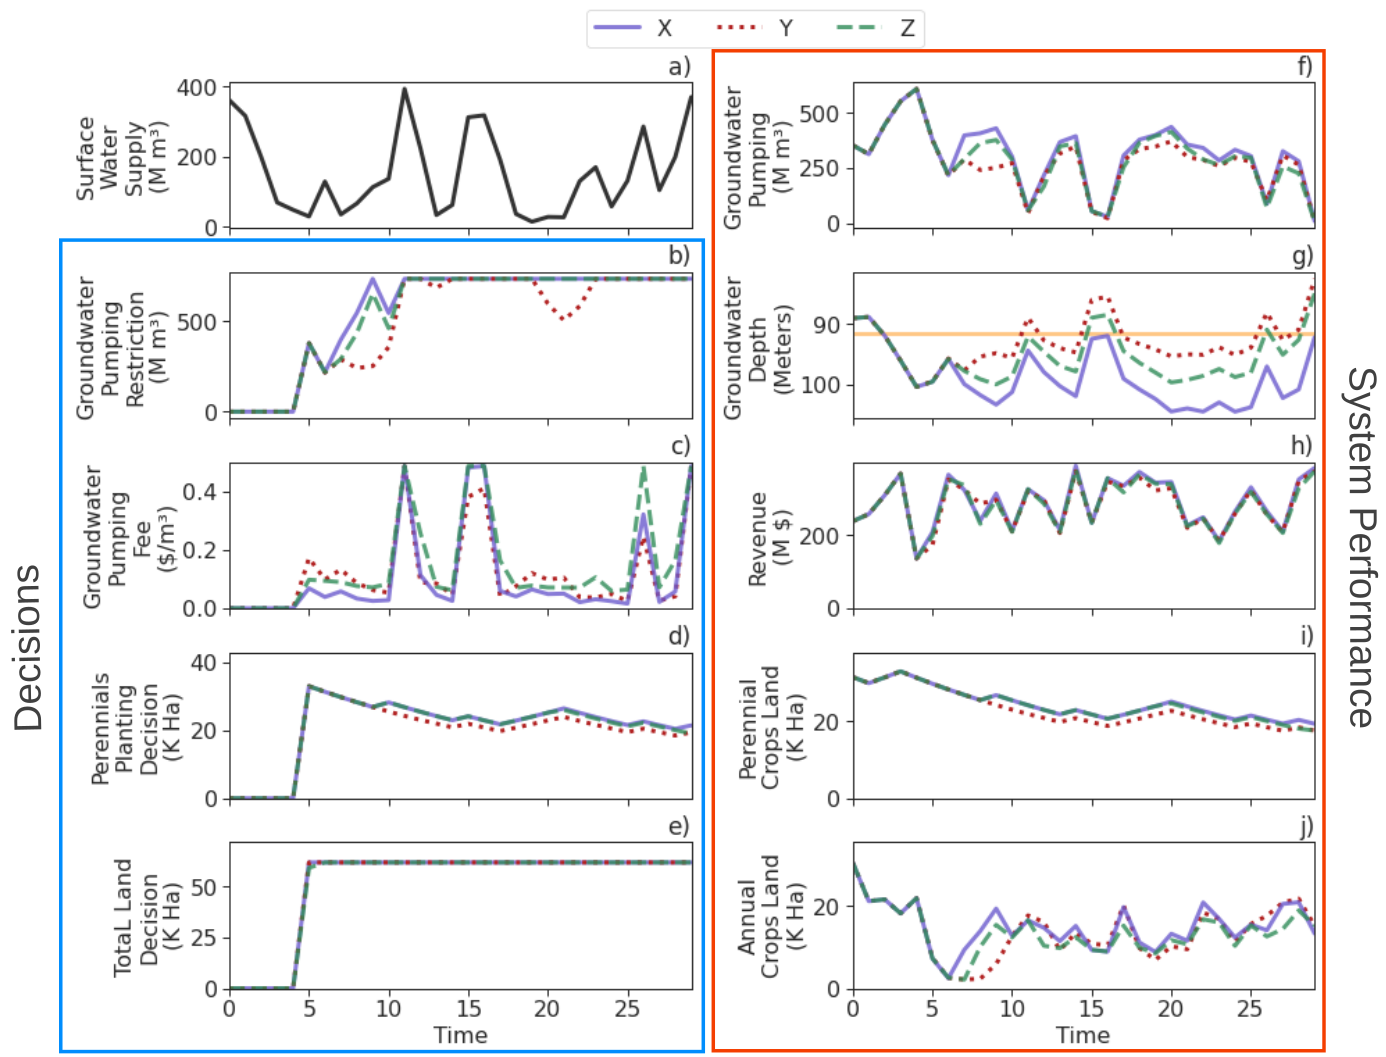 X Y Z
a)
400
200
0
Surface
Water
Supply
(M m³)
b)
500
0
Groundwater
Pumping
Restriction
(M m³)
c)
0.4
0.2
0.0
Groundwater
Pumping
Fee
($/m³)
d)
40
20
0
Perennials
Planting
Decision
(K Ha)
e)
50
25
0
TotaL Land
Decision
(K Ha)
0 5 10 15 20 25
Time
Decisions
f)
500
250
0
Groundwater
Pumping
(M m³)
g)
90
100
Groundwater
Depth
(Meters)
h)
200
0
Revenue
(M $)
i)
20
0
Perennial
Crops Land
(K Ha)
j)
20
0
Annual
Crops Land
(K Ha)
0 5 10 15 20 25
Time
System Performance